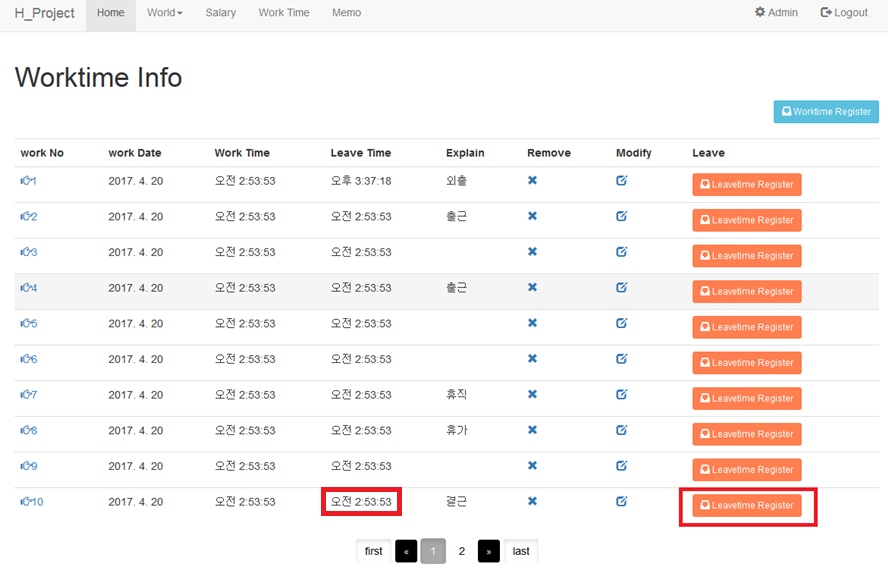 H_Project Home World Salary Work Time Memo Admin Logout
Worktime Info
Worktime Register
work No work Date Work Time Leave Time Explain Remove Modify Leave
1 2017. 4. 20 오전 2:53:53 오후 3:37:18 외출 Leavetime Register
2 2017. 4. 20 오전 2:53:53 오전 2:53:53 출근 Leavetime Register
3 2017. 4. 20 오전 2:53:53 오전 2:53:53 Leavetime Register
4 2017. 4. 20 오전 2:53:53 오전 2:53:53 출근 Leavetime Register
5 2017. 4. 20 오전 2:53:53 오전 2:53:53 Leavetime Register
6 2017. 4. 20 오전 2:53:53 오전 2:53:53 Leavetime Register
7 2017. 4. 20 오전 2:53:53 오전 2:53:53 휴직 Leavetime Register
8 2017. 4. 20 오전 2:53:53 오전 2:53:53 휴가 Leavetime Register
9 2017. 4. 20 오전 2:53:53 오전 2:53:53 Leavetime Register
10 2017. 4. 20 오전 2:53:53 오전 2:53:53 결근 Leavetime Register
first « 1 2 » last